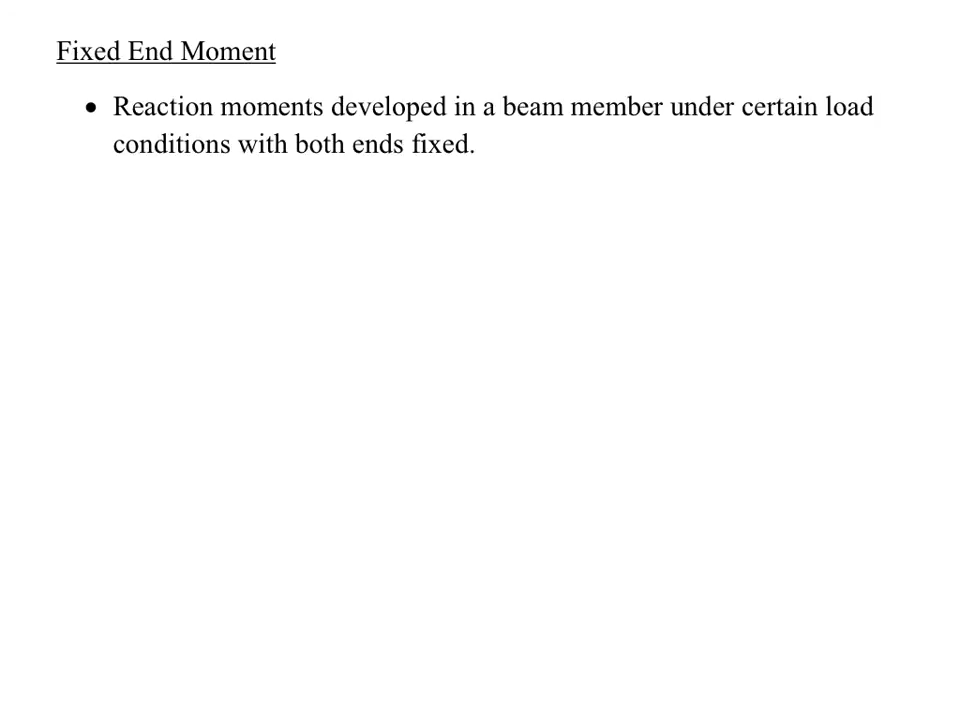 Fixed End Moment
• Reaction moments developed in a beam member under certain load
conditions with both ends fixed.